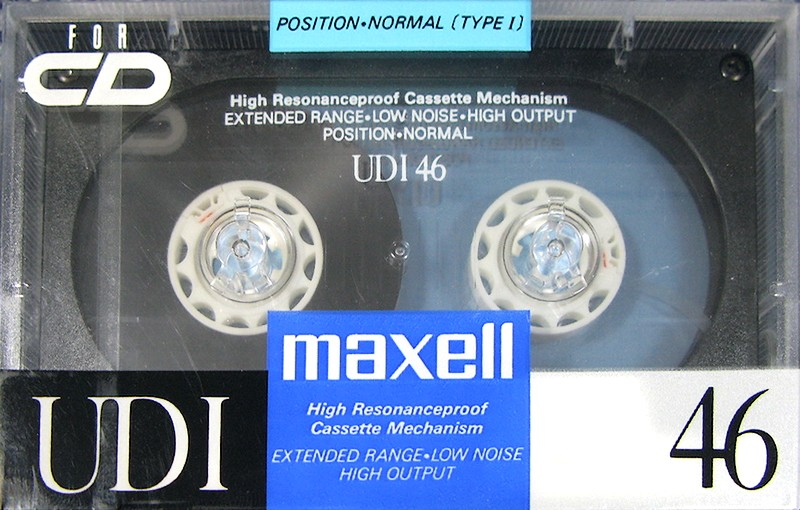 POSITION•NORMAL (TYPE I)
FOR
CD
High Resonanceproof Cassette Mechanism
EXTENDED RANGE•LOW NOISE•HIGH OUTPUT
POSITION•NORMAL
UDI 46
maxell
High Resonanceproof
Cassette Mechanism
EXTENDED RANGE•LOW NOISE
HIGH OUTPUT
UDI
46